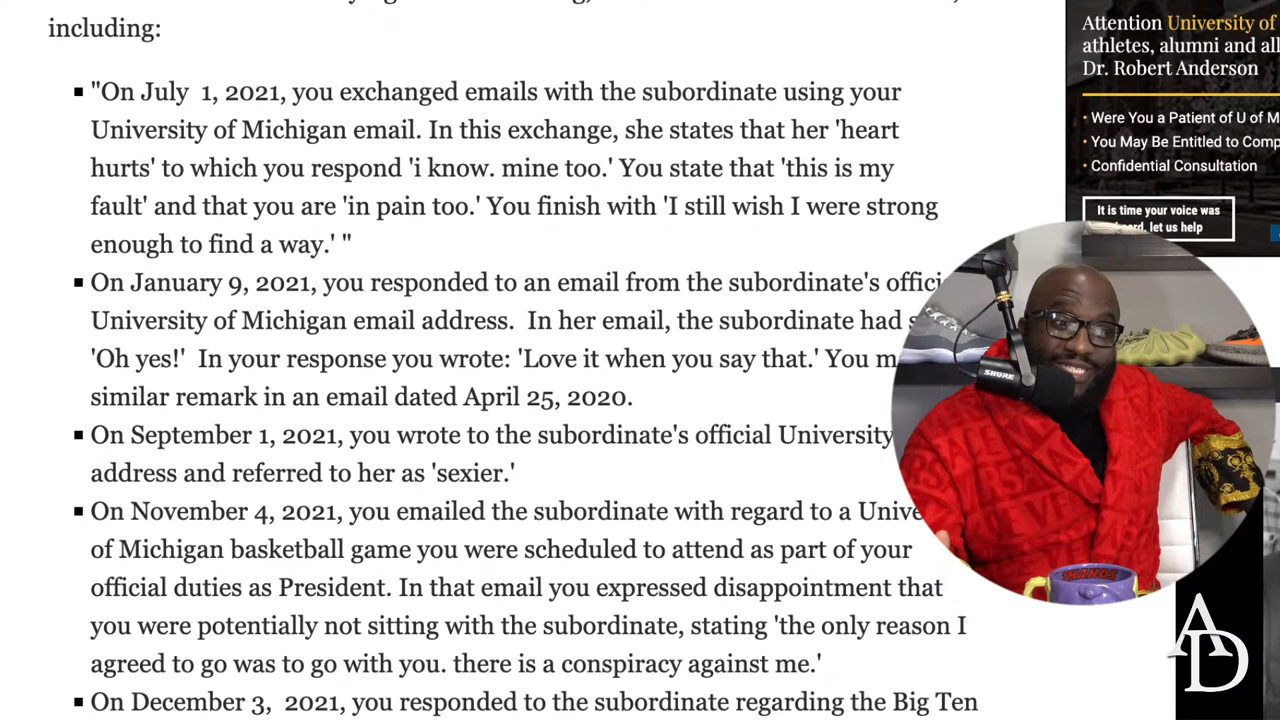 including:
"On July 1, 2021, you exchanged emails with the subordinate using your
University of Michigan email. In this exchange, she states that her 'heart
hurts' to which you respond 'i know. mine too.' You state that 'this is my
fault' and that you are 'in pain too.' You finish with 'I still wish I were strong
enough to find a way.' "
On January 9, 2021, you responded to an email from the subordinate's
University of Michigan email address. In her email, the subordinate had
'Oh yes!' In your response you wrote: 'Love it when you say that.' You
similar remark in an email dated April 25, 2020.
On September 1, 2021, you wrote to the subordinate's official University
address and referred to her as 'sexier.'
On November 4, 2021, you emailed the subordinate with regard to a
of Michigan basketball game you were scheduled to attend as part of your
official duties as President. In that email you expressed disappointment that
you were potentially not sitting with the subordinate, stating 'the only reason I
agreed to go was to go with you. there is a conspiracy against me.'
On December 3, 2021, you responded to the subordinate regarding the Big Ten
Attention University of
athletes, alumni and all
Dr. Robert Anderson
Were You a Patient of U of M
You May Be Entitled to
Confidential Consultation
It is time your voice was
let us help
SHURE
THANOS
AD